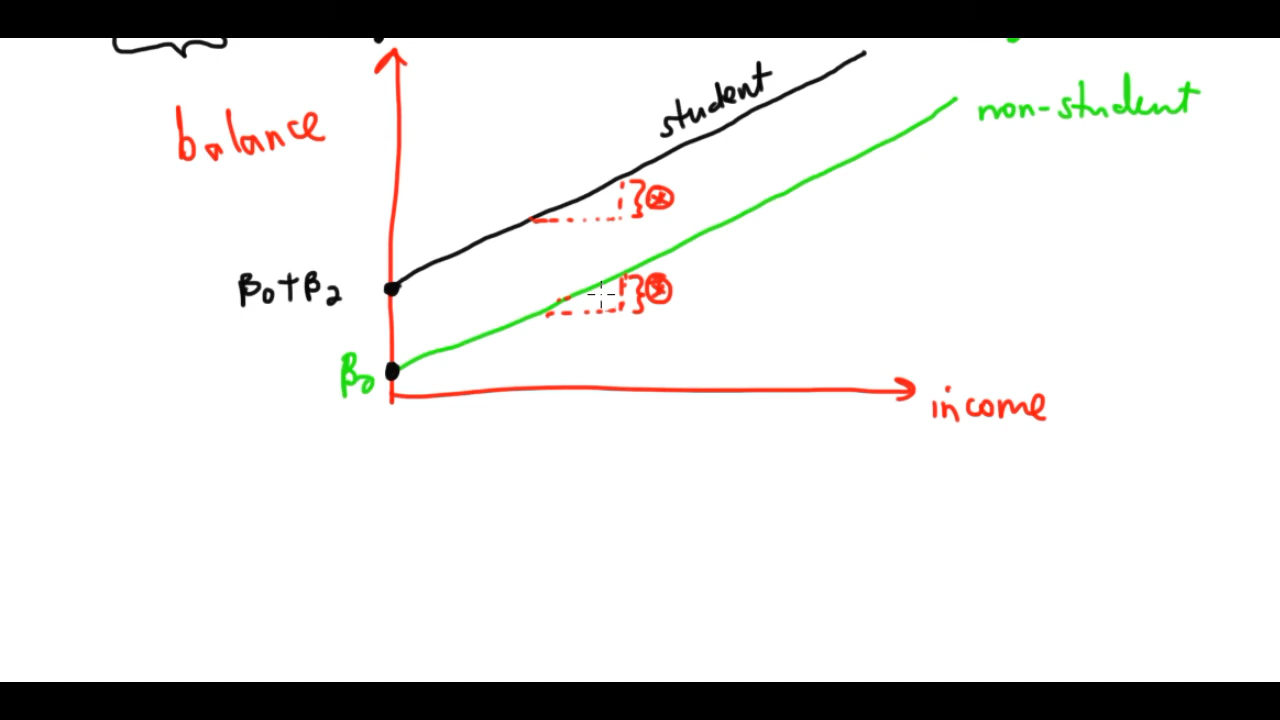 balance
student
non-student
}⊛
β₀+β₂
}⊛
β₀
income